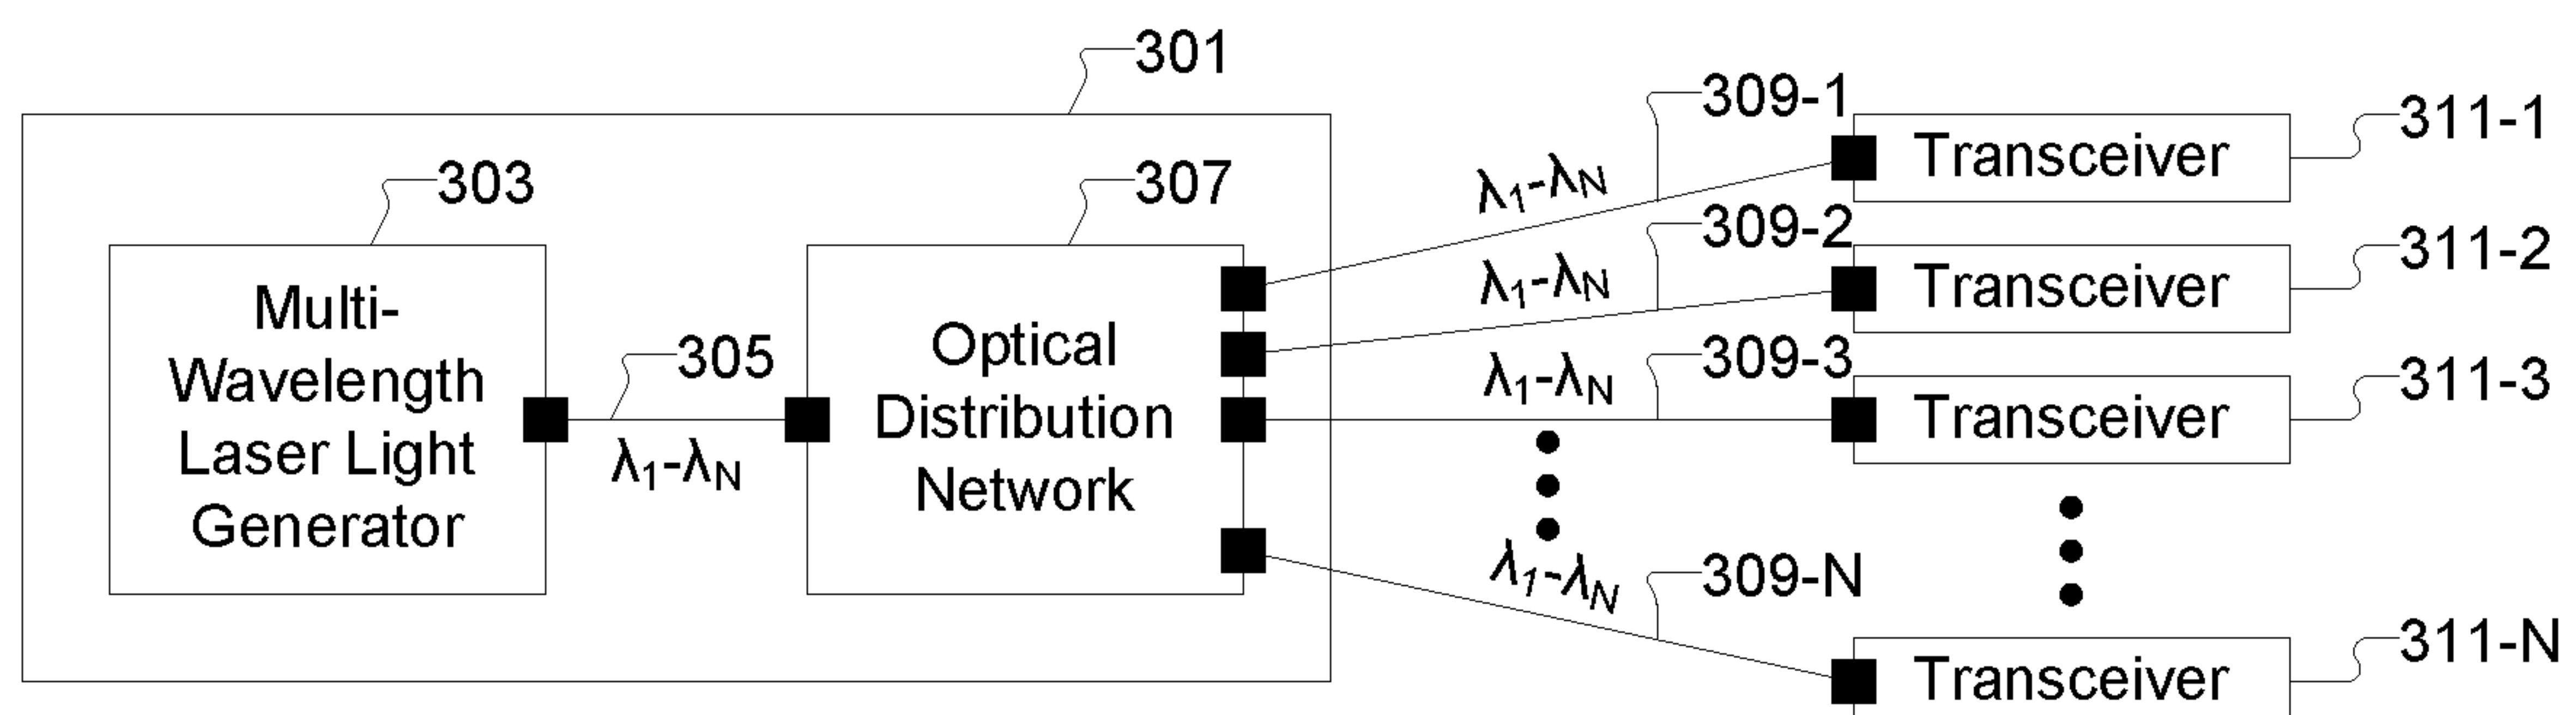 301
303
Multi-
Wavelength
Laser Light
Generator
305
λ1-λN
307
Optical
Distribution
Network
309-1
λ1-λN
309-2
λ1-λN
309-3
λ1-λN
309-N
λ1-λN
Transceiver
311-1
Transceiver
311-2
Transceiver
311-3
Transceiver
311-N